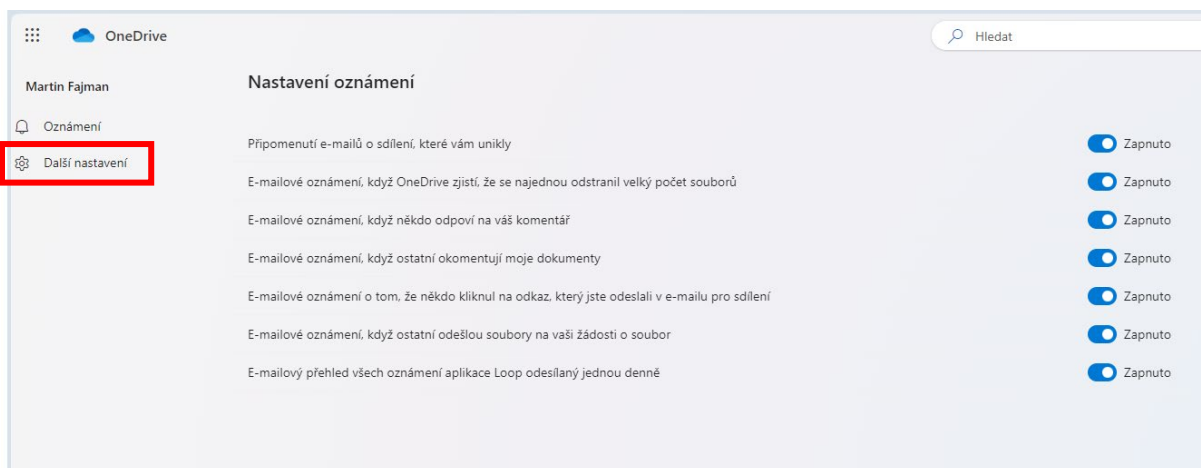 OneDrive
Hledat
Martin Fajman
Oznámení
Další nastavení
Nastavení oznámení
Připomenutí e-mailů o sdílení, které vám unikly Zapnuto
E-mailové oznámení, když OneDrive zjistí, že se najednou odstranil velký počet souborů Zapnuto
E-mailové oznámení, když někdo odpoví na váš komentář Zapnuto
E-mailové oznámení, když ostatní okomentují moje dokumenty Zapnuto
E-mailové oznámení o tom, že někdo kliknul na odkaz, který jste odeslali v e-mailu pro sdílení Zapnuto
E-mailové oznámení, když ostatní odešlou soubory na vaši žádosti o soubor Zapnuto
E-mailový přehled všech oznámení aplikace Loop odesílaný jednou denně Zapnuto